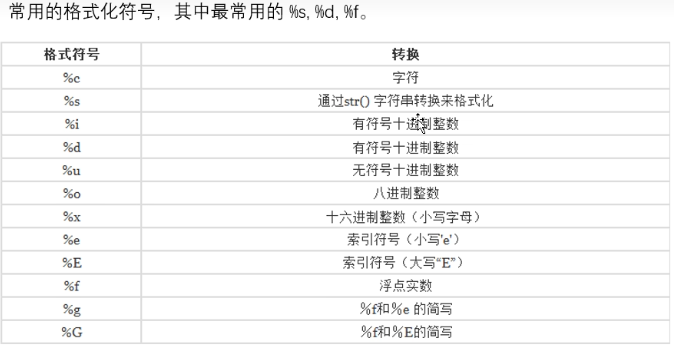 常用的格式化符号，其中最常用的 %s, %d, %f。
格式符号 转换
%c 字符
%s 通过str() 字符串转换来格式化
%i 有符号十进制整数
%d 有符号十进制整数
%u 无符号十进制整数
%o 八进制整数
%x 十六进制整数（小写字母）
%e 索引符号（小写'e'）
%E 索引符号（大写“E”）
%f 浮点实数
%g %f和%e 的简写
%G %f和%E的简写